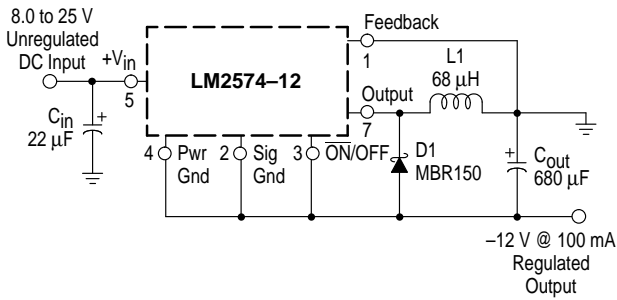 8.0 to 25 V
Unregulated
DC Input
+Vin
5
Cin
22 μF
+
LM2574–12
Feedback
1
Output
7
L1
68 μH
4
Pwr
Gnd
2
Sig
Gnd
3
ON/OFF
D1
MBR150
+
Cout
680 μF
–12 V @ 100 mA
Regulated
Output